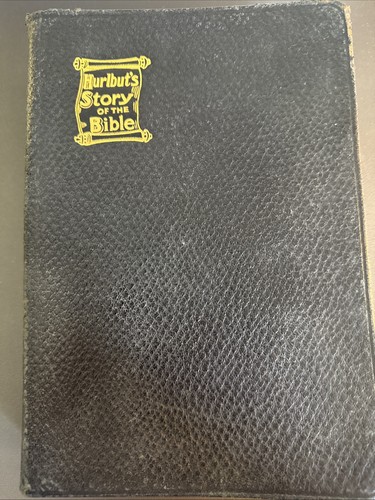 Hurlbut's
Story
OF THE
Bible